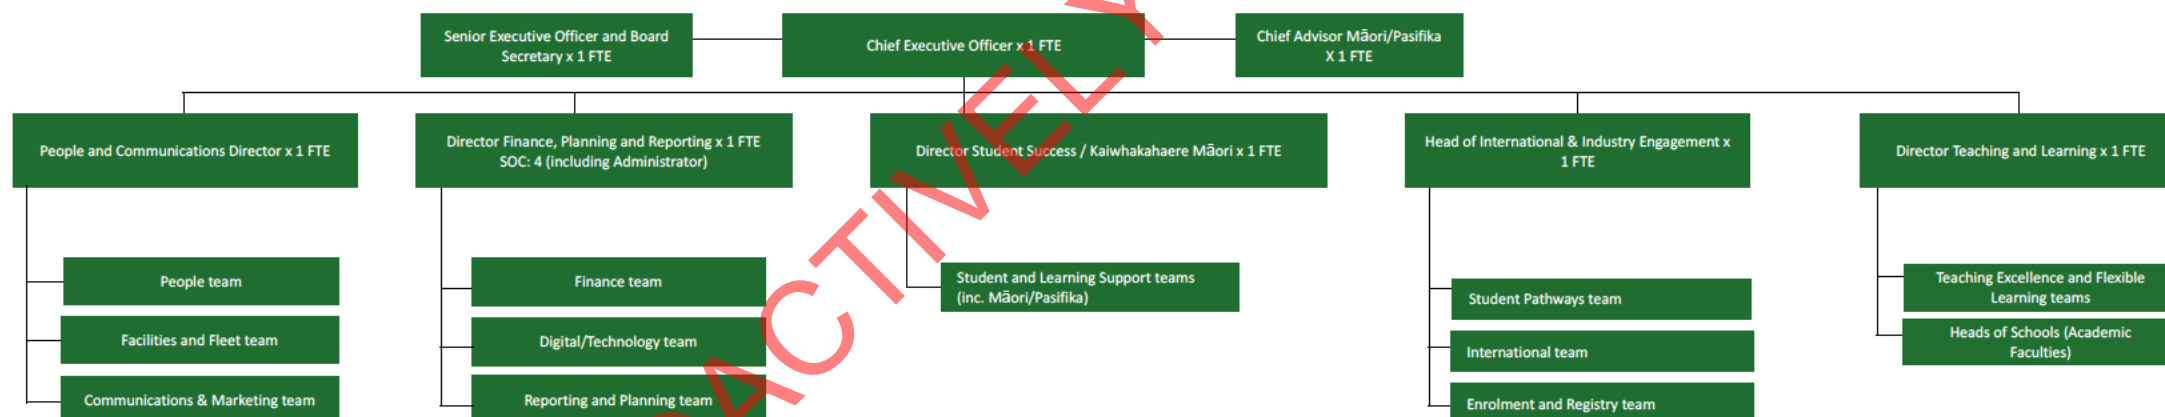 Senior Executive Officer and Board
Secretary x 1 FTE
Chief Executive Officer x 1 FTE
Chief Advisor Māori/Pasifika
X 1 FTE
People and Communications Director x 1 FTE
Director Finance, Planning and Reporting x 1 FTE
SOC: 4 (including Administrator)
Director Student Success / Kaiwhakahaere Māori x 1 FTE
Head of International & Industry Engagement x
1 FTE
Director Teaching and Learning x 1 FTE
People team
Facilities and Fleet team
Communications & Marketing team
Finance team
Digital/Technology team
Reporting and Planning team
Student and Learning Support teams
(inc. Māori/Pasifika)
Student Pathways team
International team
Enrolment and Registry team
Teaching Excellence and Flexible
Learning teams
Heads of Schools (Academic
Faculties)
ACTIVELY